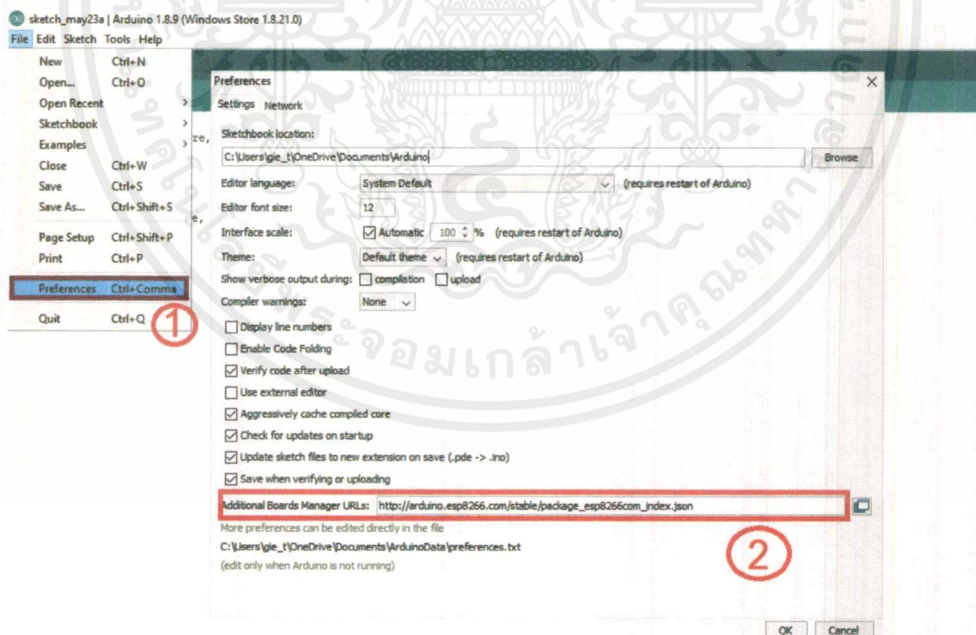 sketch_may23a | Arduino 1.8.9 (Windows Store 1.8.21.0)
File Edit Sketch Tools Help
New Ctrl+N
Open... Ctrl+O
Open Recent
Sketchbook
Examples
Close Ctrl+W
Save Ctrl+S
Save As... Ctrl+Shift+S
Page Setup Ctrl+Shift+P
Print Ctrl+P
Preferences Ctrl+Comma
Quit Ctrl+Q
1
re,
e,
Preferences
Settings Network
Sketchbook location:
C:\Users\gie_t\OneDrive\Documents\Arduino Browse
Editor language: System Default (requires restart of Arduino)
Editor font size: 12
Interface scale: Automatic 100 % (requires restart of Arduino)
Theme: Default theme (requires restart of Arduino)
Show verbose output during: compilation upload
Compiler warnings: None
Display line numbers
Enable Code Folding
Verify code after upload
Use external editor
Aggressively cache compiled core
Check for updates on startup
Update sketch files to new extension on save (.pde -> .ino)
Save when verifying or uploading
Additional Boards Manager URLs: http://arduino.esp8266.com/stable/package_esp8266com_index.json
More preferences can be edited directly in the file
C:\Users\gie_t\OneDrive\Documents\ArduinoData\preferences.txt
(edit only when Arduino is not running)
2
OK Cancel